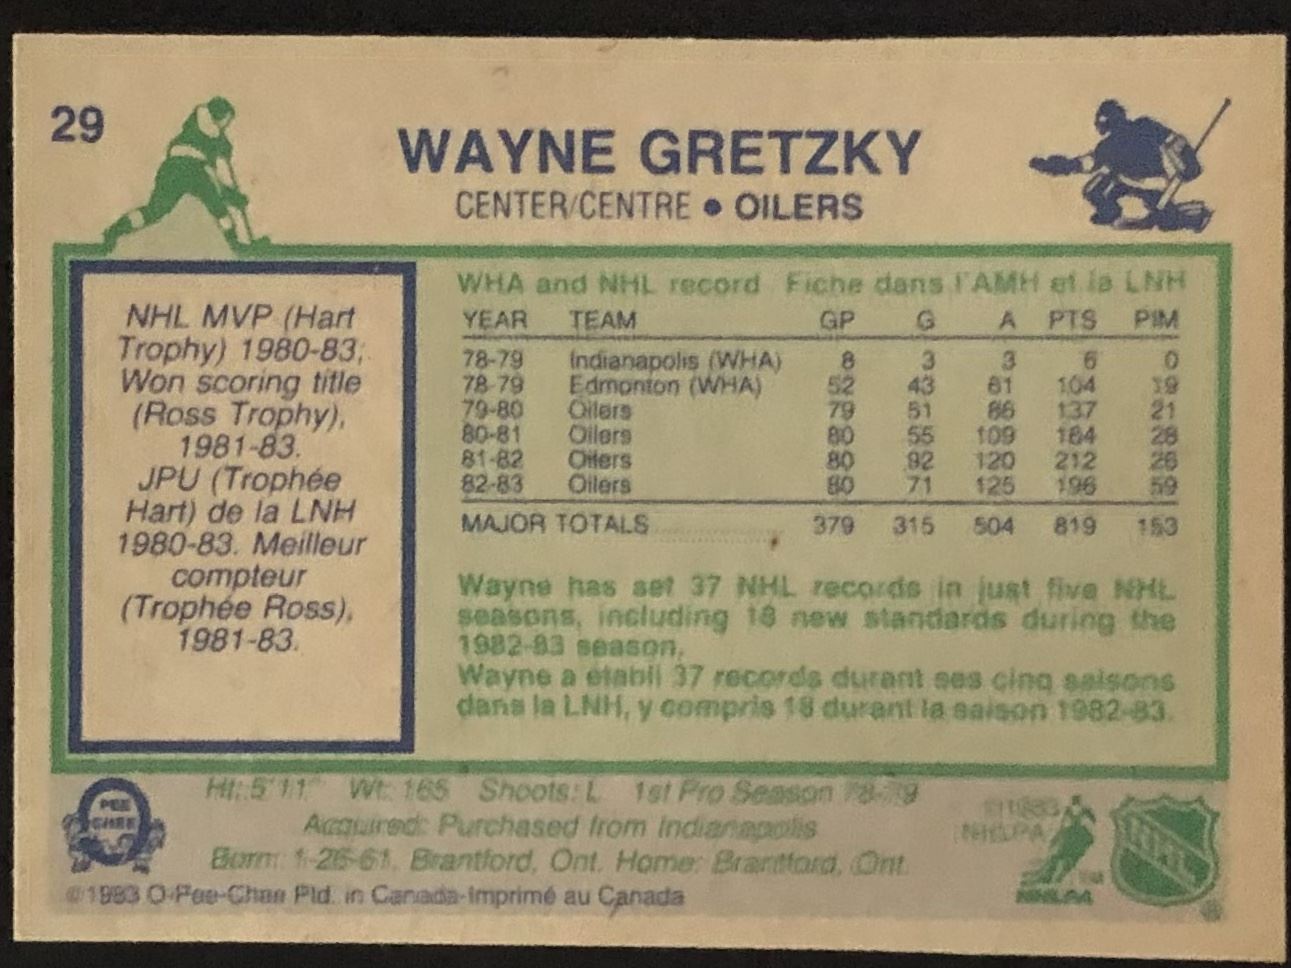 29
WAYNE GRETZKY
CENTER/CENTRE • OILERS
NHL MVP (Hart
Trophy) 1980-83;
Won scoring title
(Ross Trophy),
1981-83.
JPU (Trophée
Hart) de la LNH
1980-83. Meilleur
compteur
(Trophée Ross),
1981-83.
WHA and NHL record Fiche dans l'AMH et la LNH
YEAR TEAM GP G A PTS PIM
78-79 Indianapolis (WHA) 8 3 3 6 0
78-79 Edmonton (WHA) 52 43 61 104 19
79-80 Oilers 79 51 86 137 21
80-81 Oilers 80 55 109 164 28
81-82 Oilers 80 92 120 212 26
82-83 Oilers 80 71 125 196 59
MAJOR TOTALS 379 315 504 819 153
Wayne has set 37 NHL records in just five NHL
seasons, including 18 new standards during the
1982-83 season.
Wayne a établi 37 records durant ses cinq saisons
dans la LNH, y compris 18 durant la saison 1982-83.
Ht: 5'11" Wt: 165 Shoots: L 1st Pro Season 78-79
Acquired: Purchased from Indianapolis
Born: 1-26-61, Brantford, Ont. Home: Brantford, Ont.
© 1983 O-Pee-Chee Ptd. in Canada-Imprimé au Canada
PEE
CHEE
© 1983
NHLPA
NHLPA
NHL